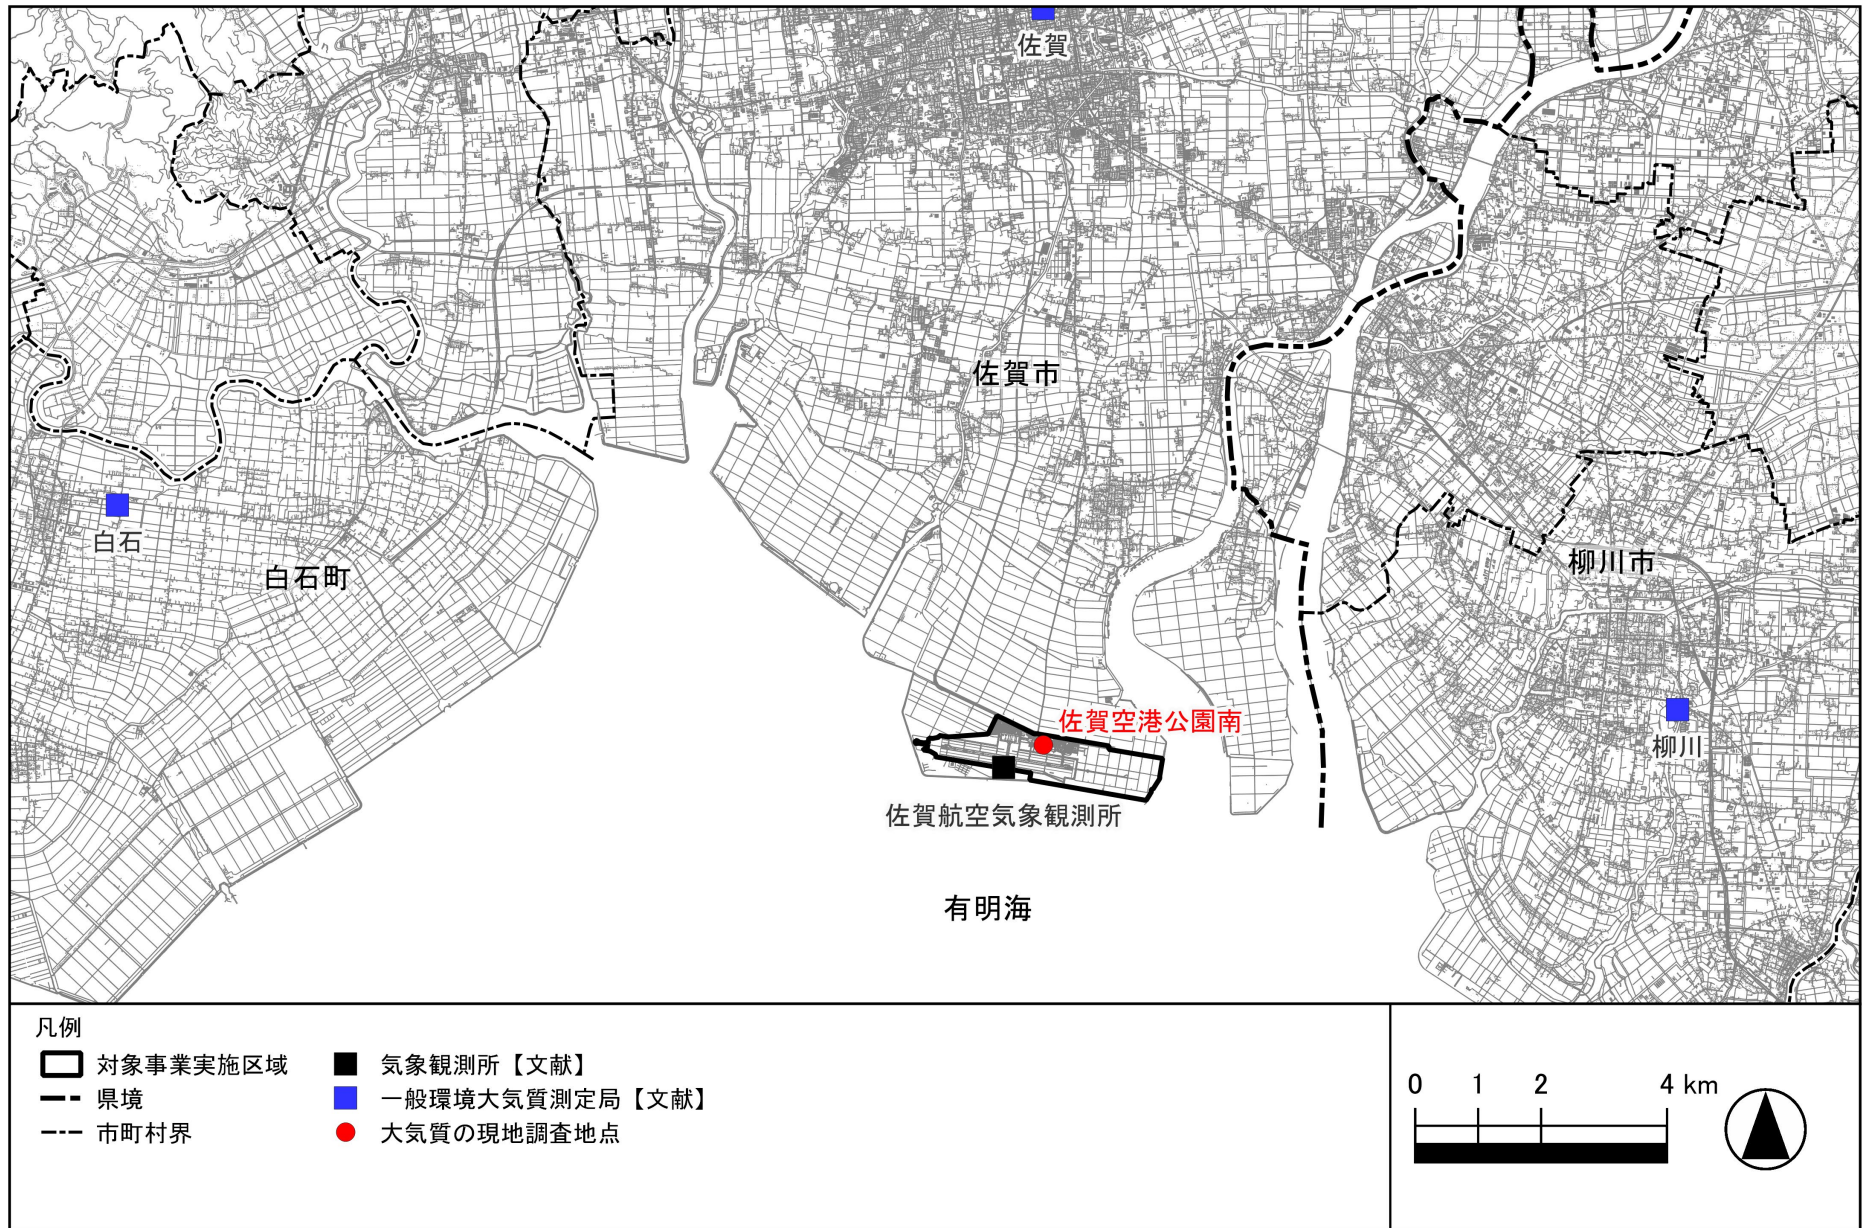 佐賀
佐賀市
白石
白石町
柳川市
佐賀空港公園南
柳川
佐賀航空気象観測所
有明海
凡例
対象事業実施区域
県境
市町村界
気象観測所【文献】
一般環境大気質測定局【文献】
大気質の現地調査地点
0 1 2 4 km